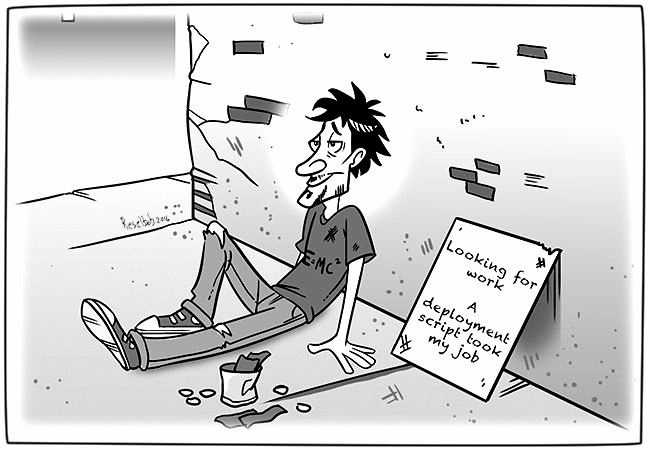 E=MC²
Looking for
work
A
deployment
script took
my job